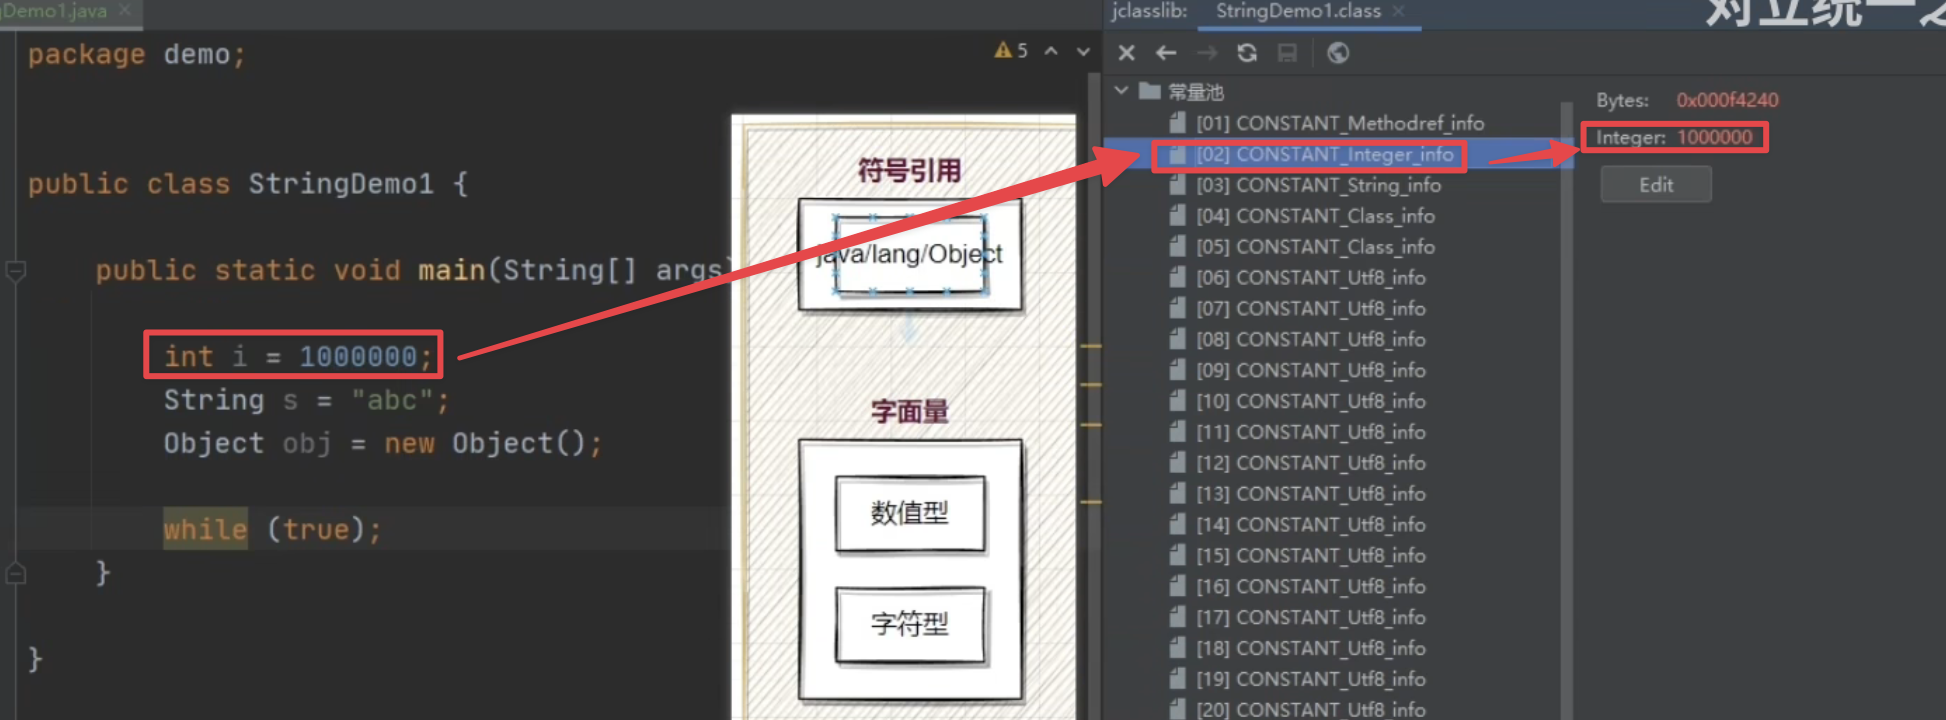 gDemo1.java
package demo;
5
public class StringDemo1 {
public static void main(String[] args)
int i = 1000000;
String s = "abc";
Object obj = new Object();
while (true);
}
}
符号引用
java/lang/Object
字面量
数值型
字符型
jclasslib:
StringDemo1.class
对立统一之
常量池
[01] CONSTANT_Methodref_info
[02] CONSTANT_Integer_info
[03] CONSTANT_String_info
[04] CONSTANT_Class_info
[05] CONSTANT_Class_info
[06] CONSTANT_Utf8_info
[07] CONSTANT_Utf8_info
[08] CONSTANT_Utf8_info
[09] CONSTANT_Utf8_info
[10] CONSTANT_Utf8_info
[11] CONSTANT_Utf8_info
[12] CONSTANT_Utf8_info
[13] CONSTANT_Utf8_info
[14] CONSTANT_Utf8_info
[15] CONSTANT_Utf8_info
[16] CONSTANT_Utf8_info
[17] CONSTANT_Utf8_info
[18] CONSTANT_Utf8_info
[19] CONSTANT_Utf8_info
[20] CONSTANT_Utf8_info
Bytes: 0x000f4240
Integer: 1000000
Edit